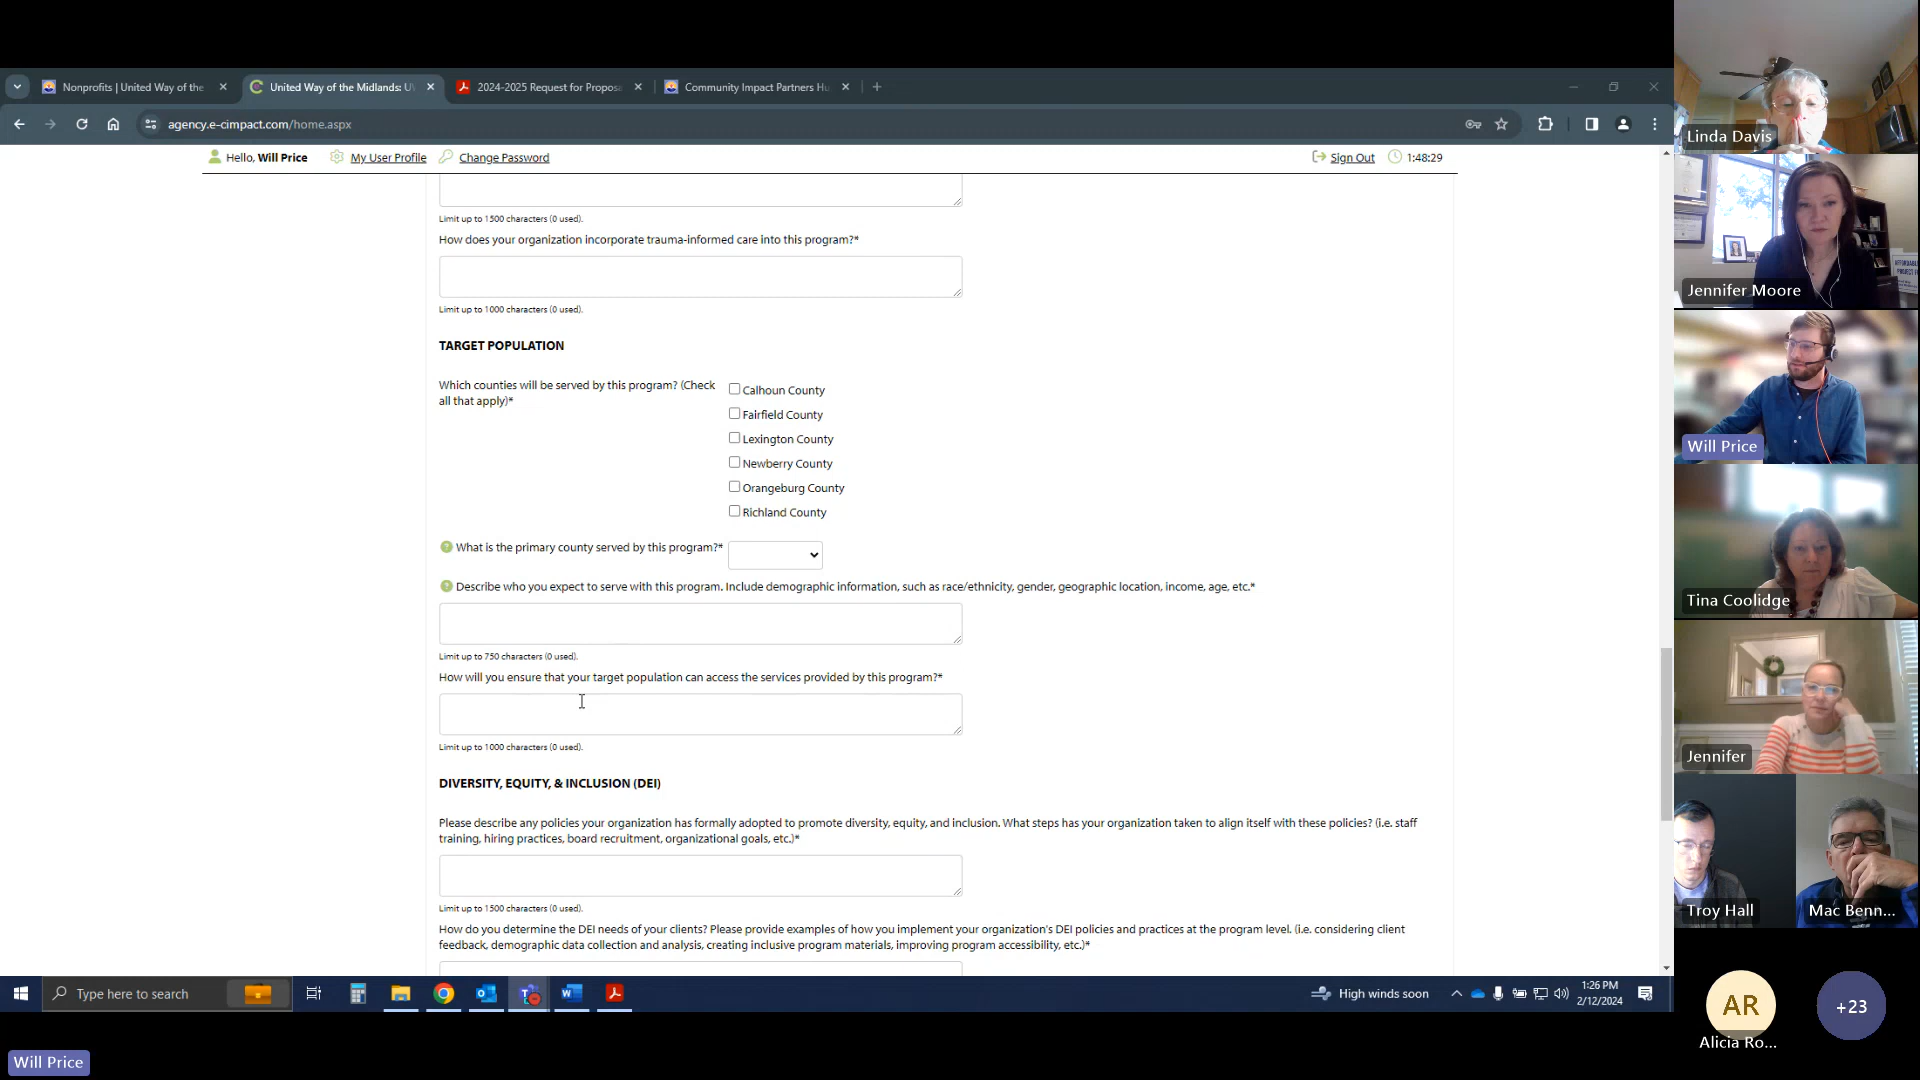 Nonprofits | United Way of the
United Way of the Midlands: UW
2024-2025 Request for Proposa
Community Impact Partners Hu
agency.e-cimpact.com/home.aspx
Hello, Will Price
My User Profile
Change Password
Sign Out
1:48:29
Limit up to 1500 characters (0 used).
How does your organization incorporate trauma-informed care into this program?*
Limit up to 1000 characters (0 used).
TARGET POPULATION
Which counties will be served by this program? (Check
all that apply)*
Calhoun County
Fairfield County
Lexington County
Newberry County
Orangeburg County
Richland County
What is the primary county served by this program?*
Describe who you expect to serve with this program. Include demographic information, such as race/ethnicity, gender, geographic location, income, age, etc.*
Limit up to 750 characters (0 used).
How will you ensure that your target population can access the services provided by this program?*
Limit up to 1000 characters (0 used).
DIVERSITY, EQUITY, & INCLUSION (DEI)
Please describe any policies your organization has formally adopted to promote diversity, equity, and inclusion. What steps has your organization taken to align itself with these policies? (i.e. staff
training, hiring practices, board recruitment, organizational goals, etc.)*
Limit up to 1500 characters (0 used).
How do you determine the DEI needs of your clients? Please provide examples of how you implement your organization's DEI policies and practices at the program level. (i.e. considering client
feedback, demographic data collection and analysis, creating inclusive program materials, improving program accessibility, etc.)*
Type here to search
High winds soon
1:26 PM
2/12/2024
Will Price
Linda Davis
Jennifer Moore
Will Price
Tina Coolidge
Jennifer
Troy Hall
Mac Benn...
AR
Alicia Ro...
+23